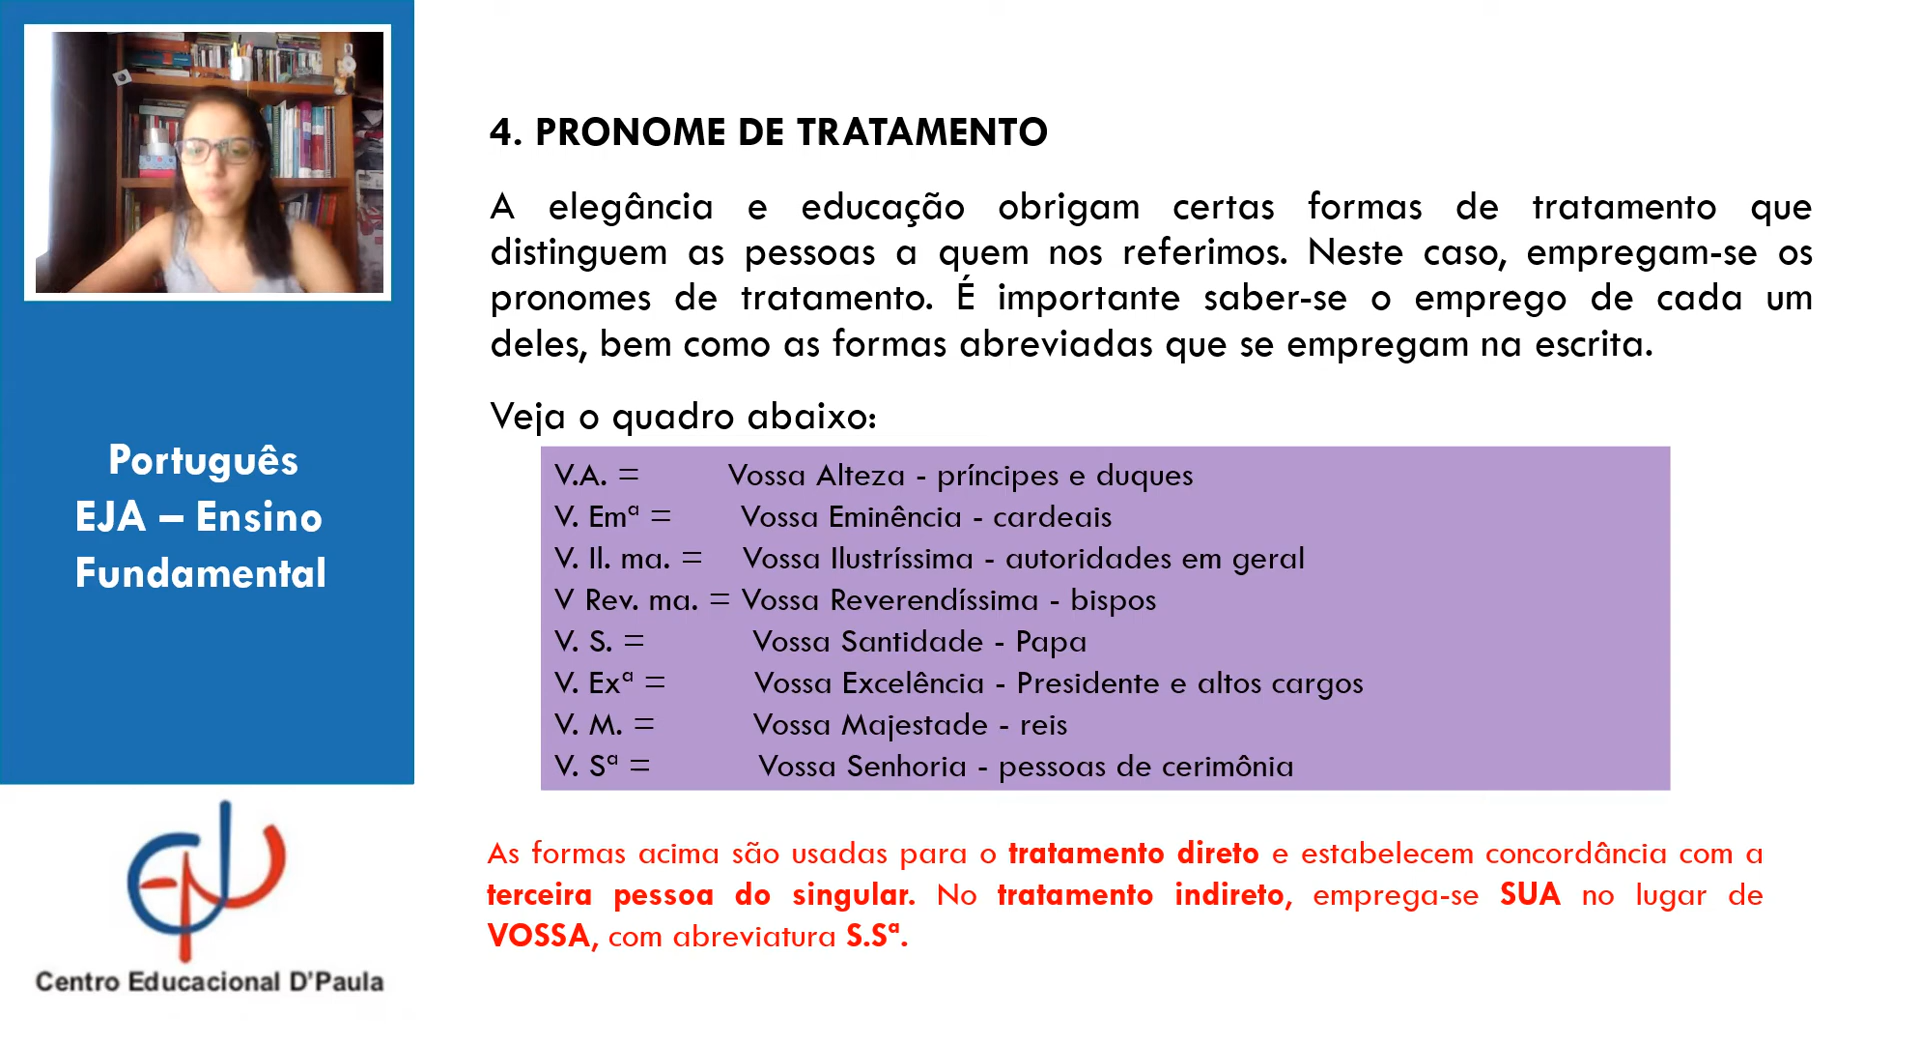 4. PRONOME DE TRATAMENTO
A elegância e educação obrigam certas formas de tratamento que
distinguem as pessoas a quem nos referimos. Neste caso, empregam-se os
pronomes de tratamento. É importante saber-se o emprego de cada um
deles, bem como as formas abreviadas que se empregam na escrita.
Veja o quadro abaixo:
V.A. = Vossa Alteza - príncipes e duques
V. Emª = Vossa Eminência - cardeais
V. Il. ma. = Vossa Ilustríssima - autoridades em geral
V Rev. ma. = Vossa Reverendíssima - bispos
V. S. = Vossa Santidade - Papa
V. Exª = Vossa Excelência - Presidente e altos cargos
V. M. = Vossa Majestade - reis
V. Sª = Vossa Senhoria - pessoas de cerimônia
As formas acima são usadas para o tratamento direto e estabelecem concordância com a
terceira pessoa do singular. No tratamento indireto, emprega-se SUA no lugar de
VOSSA, com abreviatura S.Sª.
Português
EJA – Ensino
Fundamental
Centro Educacional D'Paula